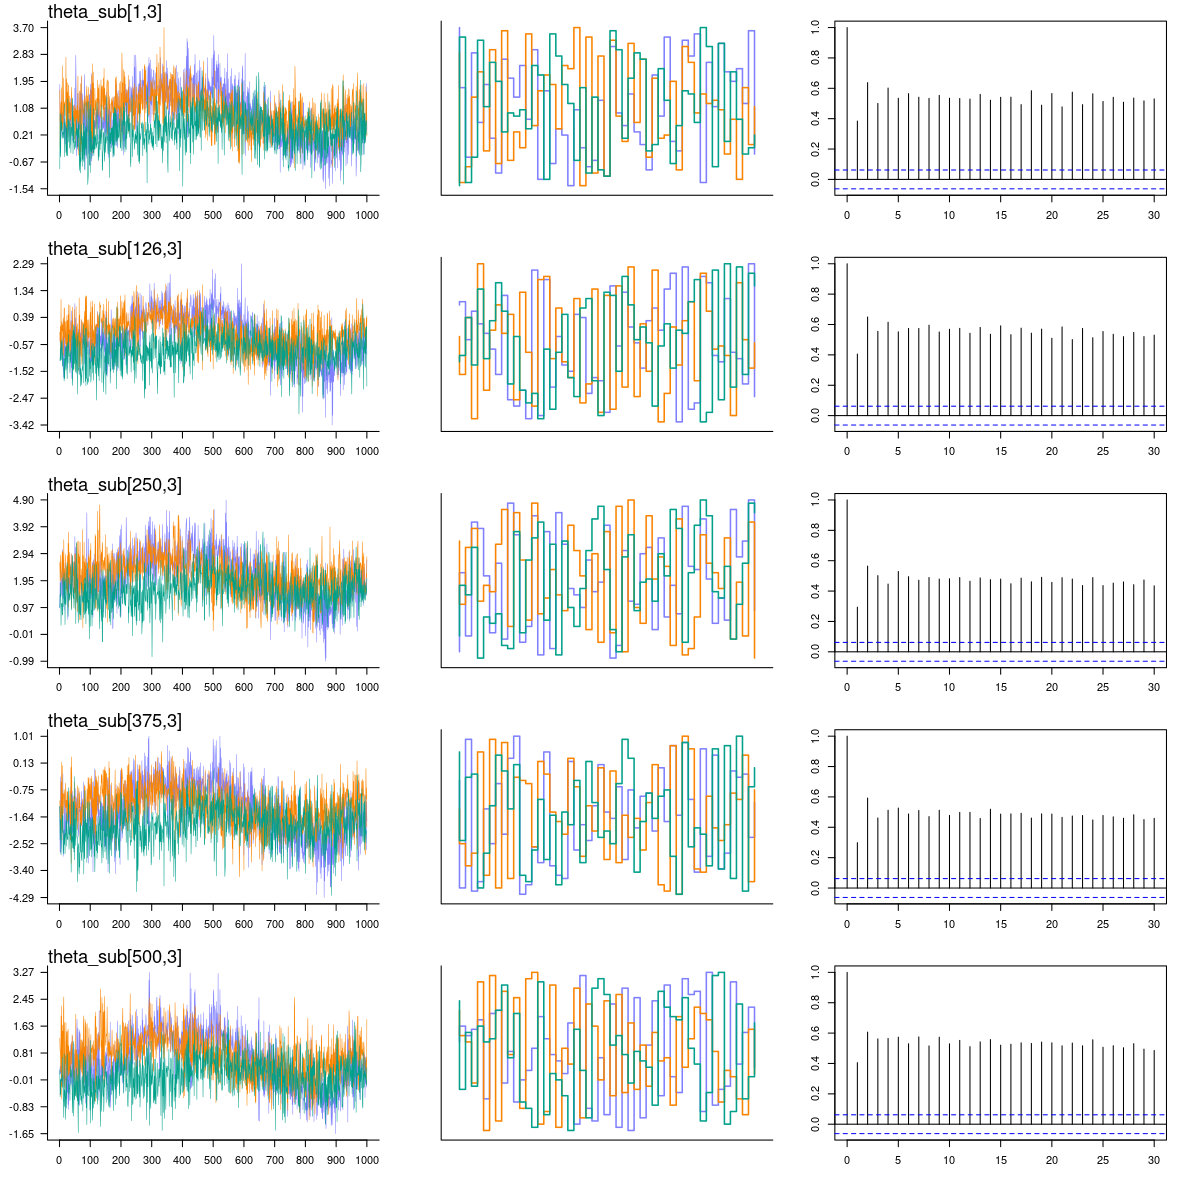 theta_sub[1,3]
3.70
2.83
1.95
1.08
0.21
-0.67
-1.54
0 100 200 300 400 500 600 700 800 900 1000
0.0 0.2 0.4 0.6 0.8 1.0
0 5 10 15 20 25 30
theta_sub[126,3]
2.29
1.34
0.39
-0.57
-1.52
-2.47
-3.42
0 100 200 300 400 500 600 700 800 900 1000
0.0 0.2 0.4 0.6 0.8 1.0
0 5 10 15 20 25 30
theta_sub[250,3]
4.90
3.92
2.94
1.95
0.97
-0.01
-0.99
0 100 200 300 400 500 600 700 800 900 1000
0.0 0.2 0.4 0.6 0.8 1.0
0 5 10 15 20 25 30
theta_sub[375,3]
1.01
0.13
-0.75
-1.64
-2.52
-3.40
-4.29
0 100 200 300 400 500 600 700 800 900 1000
0.0 0.2 0.4 0.6 0.8 1.0
0 5 10 15 20 25 30
theta_sub[500,3]
3.27
2.45
1.63
0.81
-0.01
-0.83
-1.65
0 100 200 300 400 500 600 700 800 900 1000
0.0 0.2 0.4 0.6 0.8 1.0
0 5 10 15 20 25 30